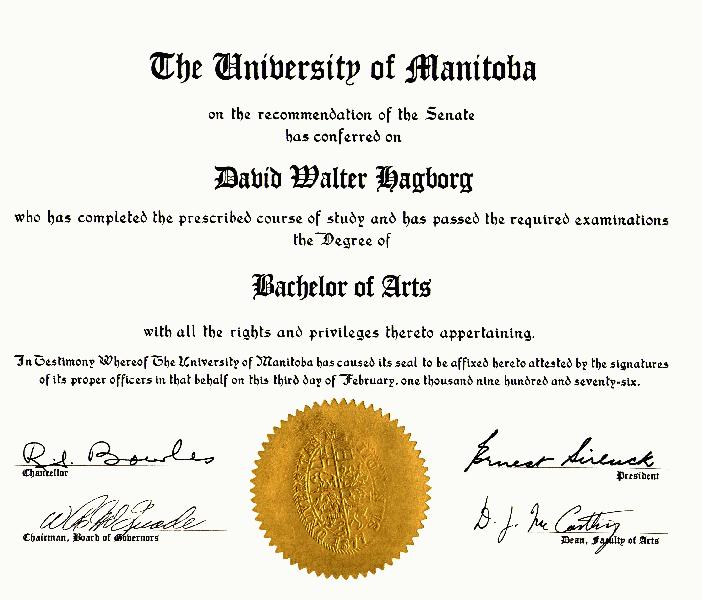 The University of Manitoba
on the recommendation of the Senate
has conferred on
David Walter Hagborg
who has completed the prescribed course of study and has passed the required examinations
the Degree of
Bachelor of Arts
with all the rights and privileges thereto appertaining.
In Testimony Whereof The University of Manitoba has caused its seal to be affixed hereto attested by the signatures
of its proper officers in that behalf on this third day of February, one thousand nine hundred and seventy-six.
R.S. Bowles
Chancellor
Ernest Sirluck
President
Chairman, Board of Governors
D. J. McCarthy
Dean, Faculty of Arts